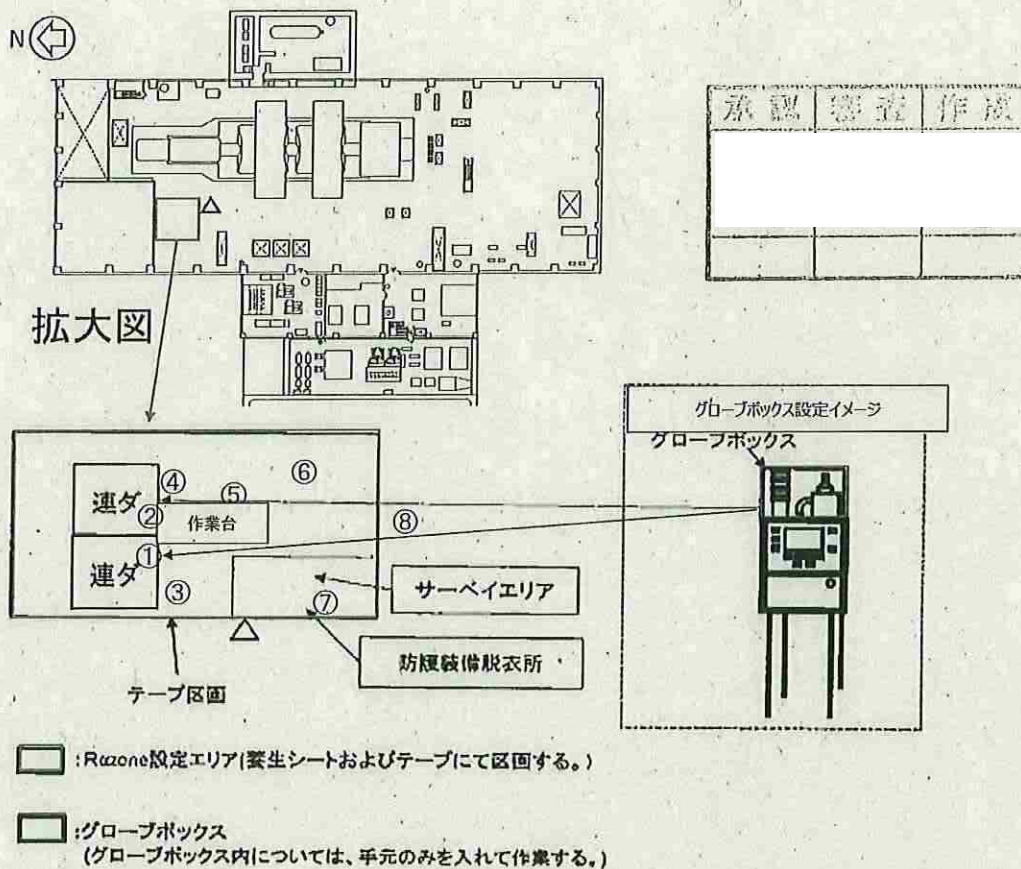 N
承認 審査 作成
拡大図
グローブボックス設定イメージ
グローブボックス
連ダ
連ダ
作業台
①
②
③
④
⑤
⑥
⑦
⑧
サーベイエリア
防護装備脱衣所
テープ区画
:Rzone設定エリア(養生シートおよびテープにて区画する。)
:グローブボックス
(グローブボックス内については、手元のみを入れて作業する。)